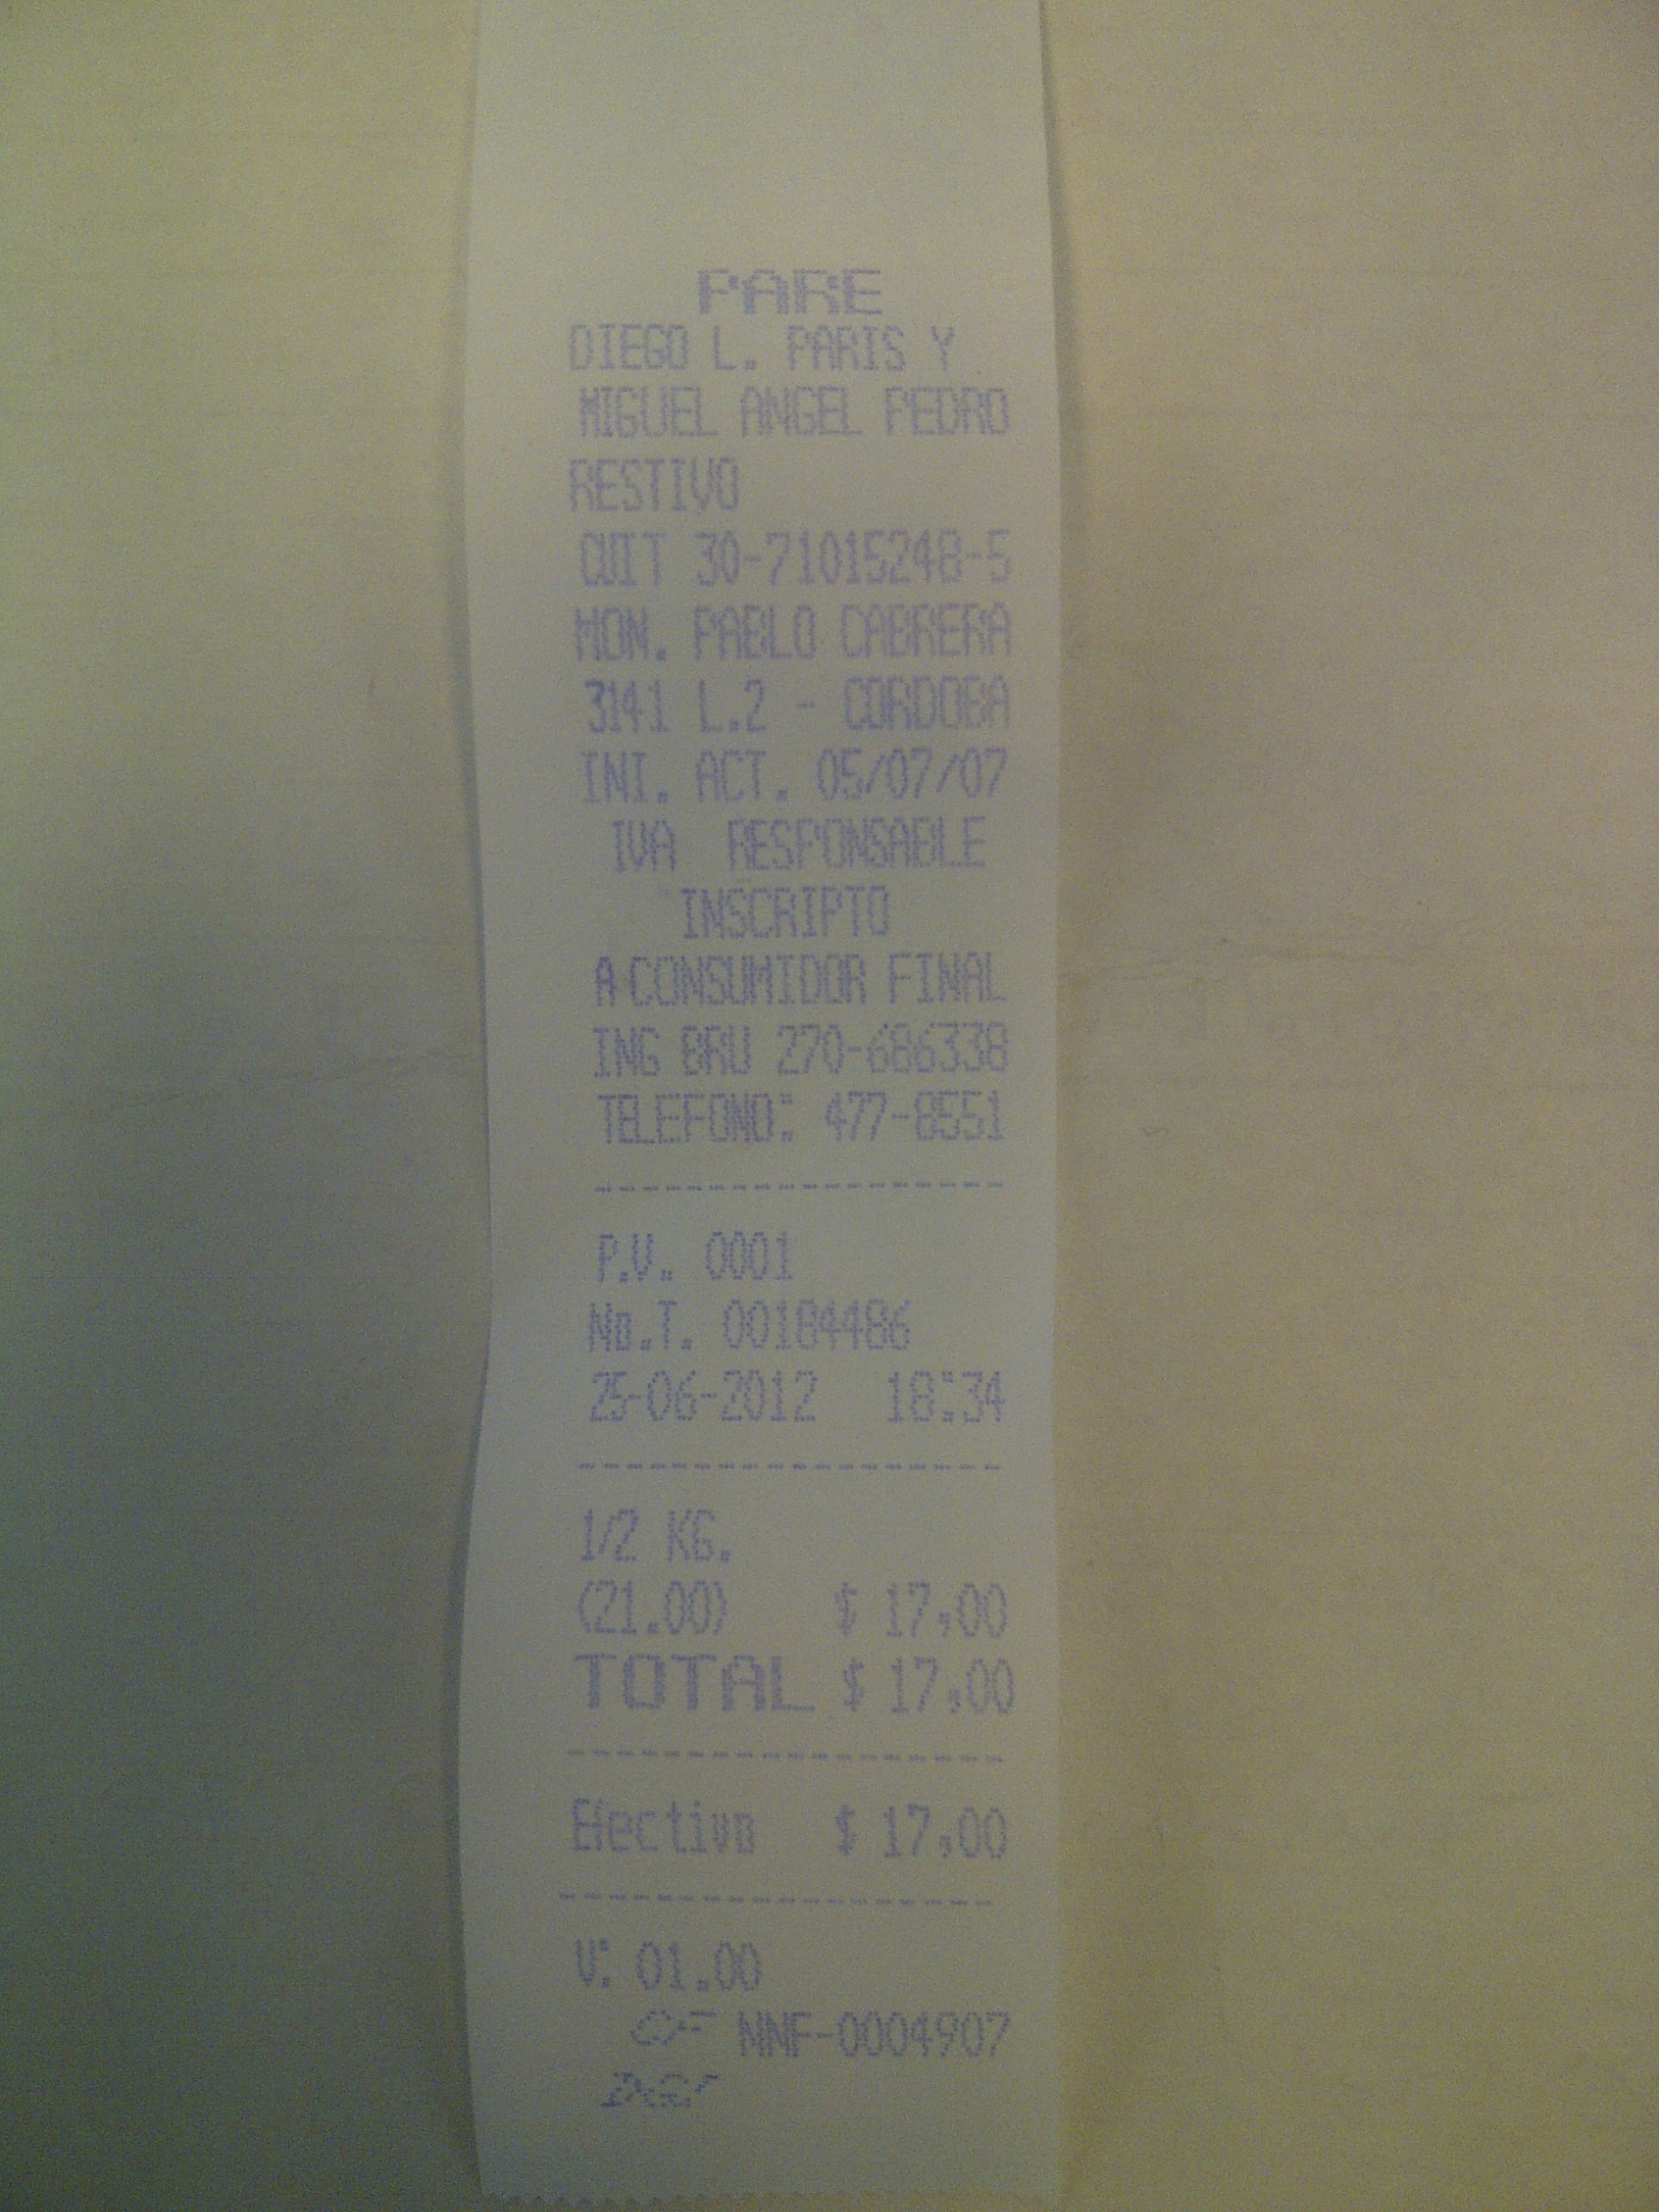 PARE
DIEGO L. PARIS Y
MIGUEL ANGEL PEDRO
RESTIVO
CUIT 30-71015248-5
MON. PABLO CABRERA
3141 L.2 - CORDOBA
INI. ACT. 05/07/07
IVA RESPONSABLE
INSCRIPTO
A CONSUMIDOR FINAL
ING BRU 270-686338
TELEFONO: 477-8551
P.V. 0001
No.T. 00184486
25-06-2012 18:34
1/2 KG.
(21.00) $ 17,00
TOTAL $ 17,00
Efectivo $ 17,00
V: 01.00
CF NNF-0004907
DGI